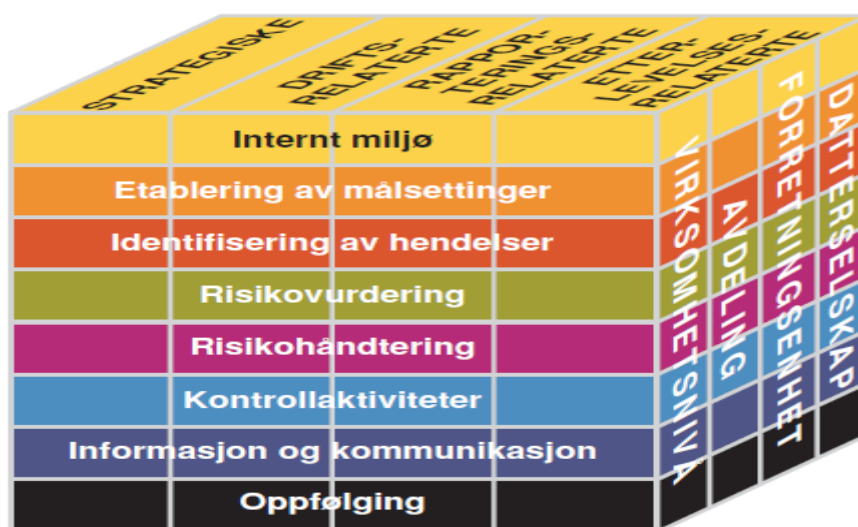 STRATEGISKE
DRIFTS-
RELATERTE
RAPPOR-
TERINGS-
RELATERTE
ETTER-
LEVELSES-
RELATERTE
Internt miljø
Etablering av målsettinger
Identifisering av hendelser
Risikovurdering
Risikohåndtering
Kontrollaktiviteter
Informasjon og kommunikasjon
Oppfølging
VIRKSOMHETSNIVÅ
AVDELING
FORRETNINGSENHET
DATTERSELSKAP